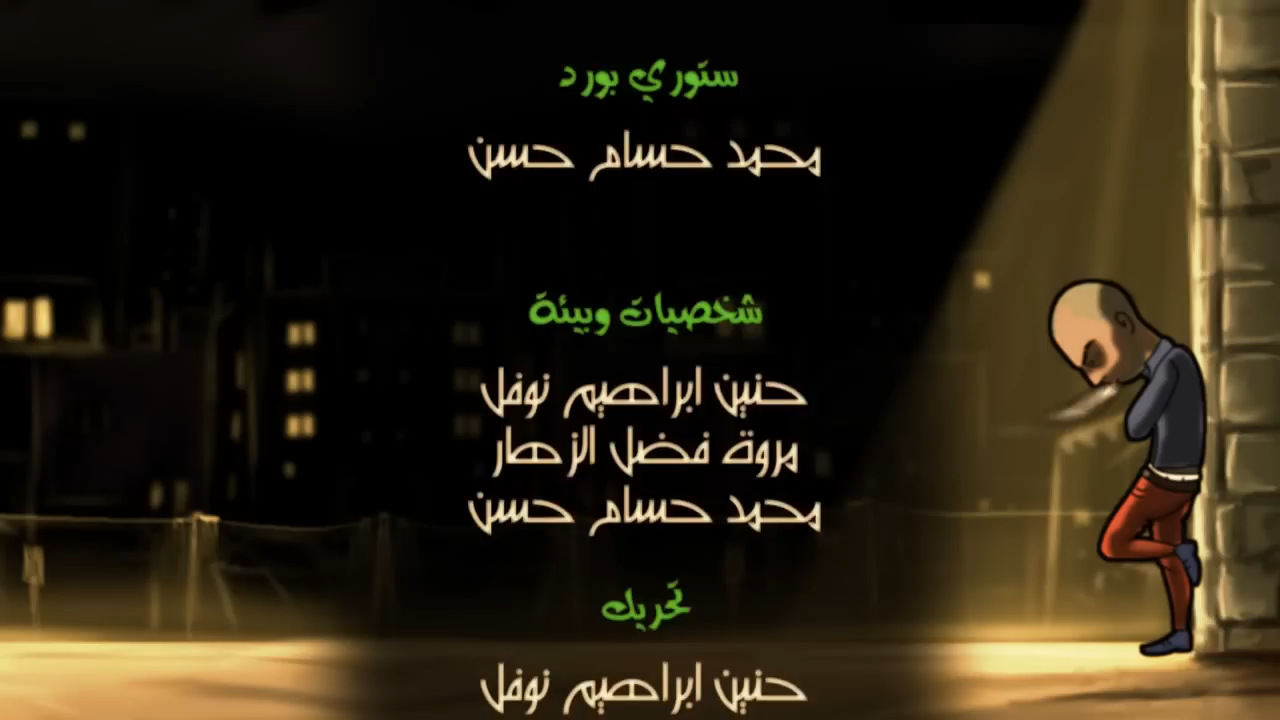 ستوري بورد
محمد حسام حسن
شخصيات وبيئة
حنين ابراهيم نوفل
مروة فضل الزهار
محمد حسام حسن
تحريك
حنين ابراهيم نوفل